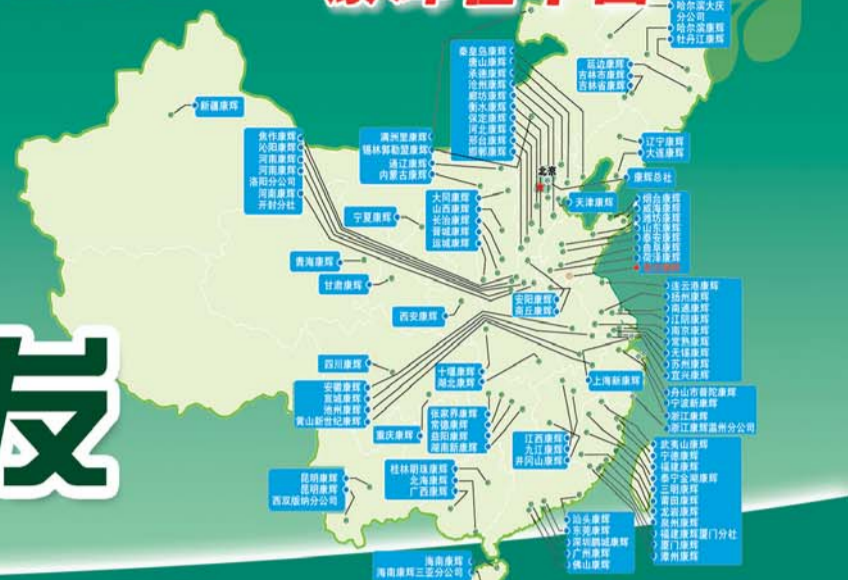 哈尔滨大庆
分公司
哈尔滨康辉
牡丹江康辉
秦皇岛康辉
唐山康辉
承德康辉
沧州康辉
廊坊康辉
衡水康辉
保定康辉
河北康辉
邢台康辉
邯郸康辉
延边康辉
吉林市康辉
吉林省康辉
新疆康辉
焦作康辉
沁阳康辉
河南康辉
河南康辉
洛阳分公司
河南康辉
开封分社
满洲里康辉
锡林郭勒盟康辉
通辽康辉
内蒙古康辉
辽宁康辉
大连康辉
北京
康辉总社
天津康辉
大同康辉
山西康辉
长治康辉
晋城康辉
运城康辉
宁夏康辉
烟台康辉
威海康辉
潍坊康辉
山东康辉
泰安康辉
曲阜康辉
菏泽康辉
青海康辉
甘肃康辉
西安康辉
安阳康辉
商丘康辉
连云港康辉
扬州康辉
南通康辉
江阴康辉
南京康辉
常熟康辉
无锡康辉
苏州康辉
宜兴康辉
四川康辉
安徽康辉
宣城康辉
池州康辉
黄山新世纪康辉
十堰康辉
湖北康辉
上海新康辉
舟山市普陀康辉
宁波新康辉
浙江康辉
浙江康辉温州分公司
友
重庆康辉
张家界康辉
常德康辉
益阳康辉
湖南新康辉
江西康辉
九江康辉
井冈山康辉
武夷山康辉
宁德康辉
福建康辉
泰宁金湖康辉
三明康辉
莆田康辉
龙岩康辉
泉州康辉
福建康辉厦门分社
厦门康辉
漳州康辉
昆明康辉
昆明康辉
西双版纳分公司
桂林明珠康辉
北海康辉
广西康辉
汕头康辉
东莞康辉
深圳鹏城康辉
广州康辉
佛山康辉
海南康辉
海南康辉三亚分公司